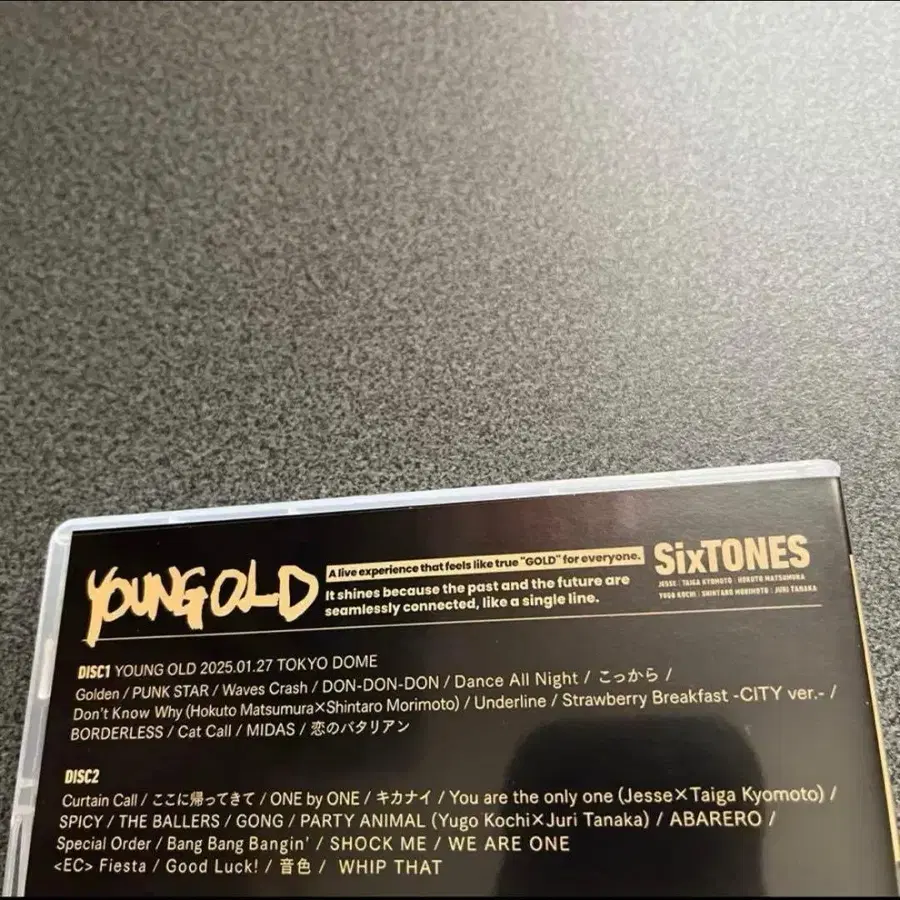 YOUNG OLD
A live experience that feels like true "GOLD" for everyone.
It shines because the past and the future are
seamlessly connected, like a single line.
SixTONES
JESSE / TAIGA KYOMOTO / HOKUTO MATSUMURA
YUGO KOCHI / SHINTARO MORIMOTO / JURI TANAKA
DISC1 YOUNG OLD 2025.01.27 TOKYO DOME
Golden / PUNK STAR / Waves Crash / DON-DON-DON / Dance All Night / こっから /
Don't Know Why (Hokuto Matsumura×Shintaro Morimoto) / Underline / Strawberry Breakfast -CITY ver.- /
BORDERLESS / Cat Call / MIDAS / 恋のバタリアン
DISC2
Curtain Call / ここに帰ってきて / ONE by ONE / キカナイ / You are the only one (Jesse×Taiga Kyomoto) /
SPICY / THE BALLERS / GONG / PARTY ANIMAL (Yugo Kochi×Juri Tanaka) / ABARERO /
Special Order / Bang Bang Bangin' / SHOCK ME / WE ARE ONE
<EC> Fiesta / Good Luck! / 音色 / WHIP THAT